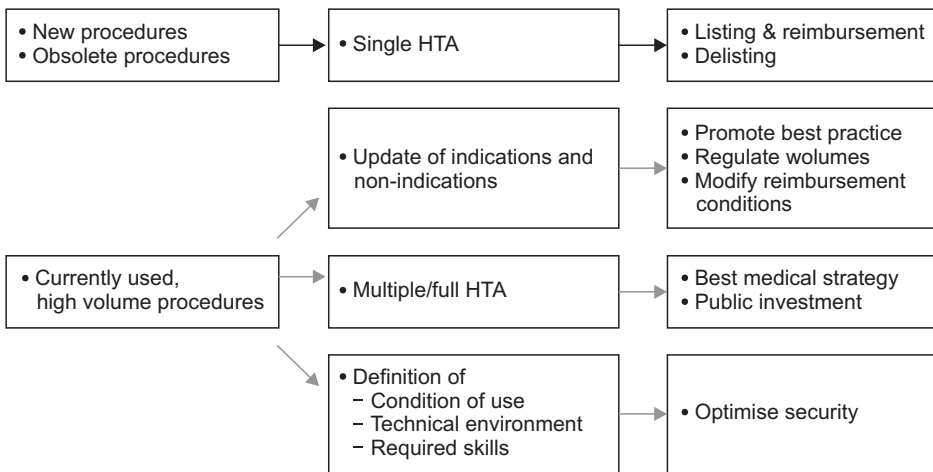 • New procedures
• Obsolete procedures
• Single HTA
• Listing & reimbursement
• Delisting
• Update of indications and
non-indications
• Promote best practice
• Regulate wolumes
• Modify reimbursement
conditions
• Currently used,
high volume procedures
• Multiple/full HTA
• Best medical strategy
• Public investment
• Definition of
– Condition of use
– Technical environment
– Required skills
• Optimise security